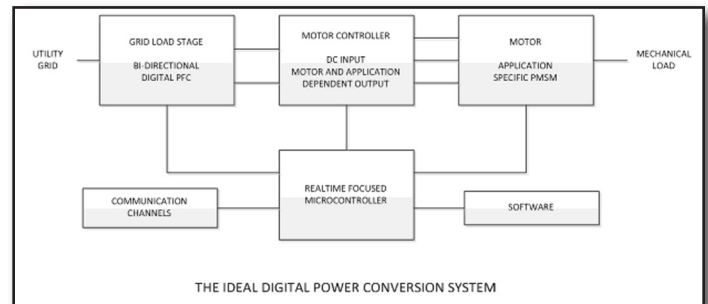 UTILITY
GRID
GRID LOAD STAGE
BI-DIRECTIONAL
DIGITAL PFC
MOTOR CONTROLLER
DC INPUT
MOTOR AND APPLICATION
DEPENDENT OUTPUT
MOTOR
APPLICATION
SPECIFIC PMSM
MECHANICAL
LOAD
COMMUNICATION
CHANNELS
REALTIME FOCUSED
MICROCONTROLLER
SOFTWARE
THE IDEAL DIGITAL POWER CONVERSION SYSTEM